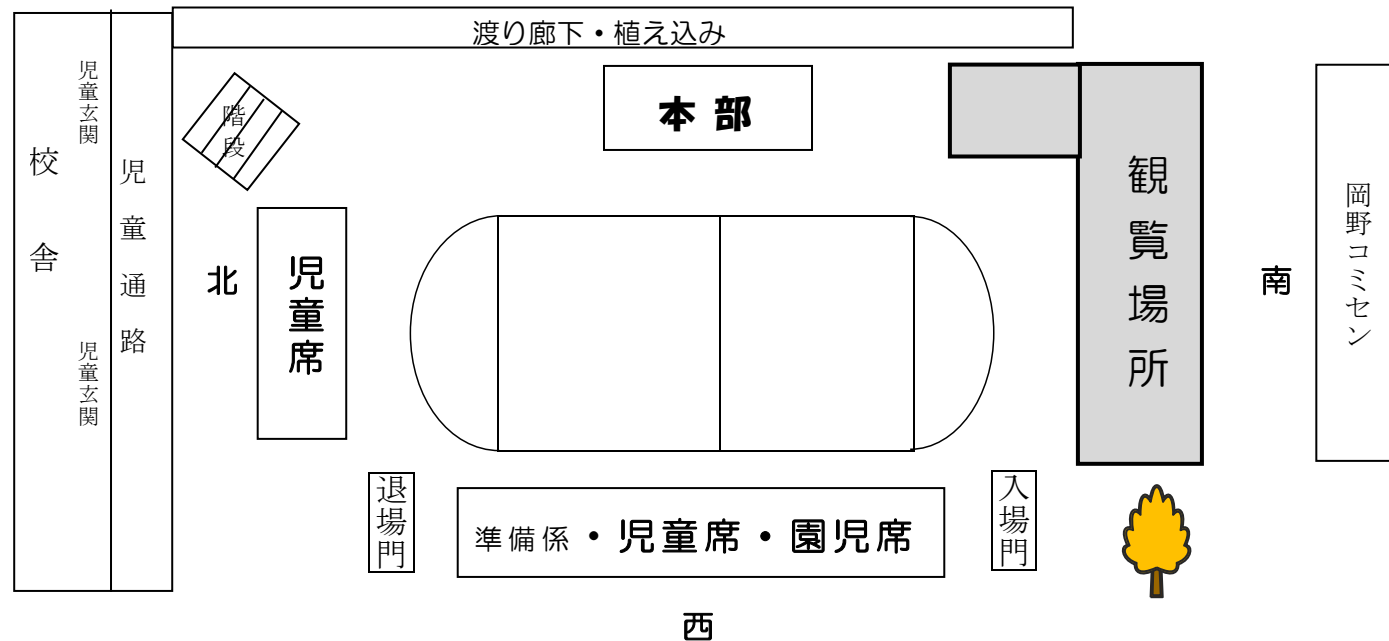 渡り廊下・植え込み
校舎
児童玄関
児童玄関
児童通路
階段
本部
観覧場所
岡野コミセン
北
児童席
南
退場門
準備係・児童席・園児席
入場門
西